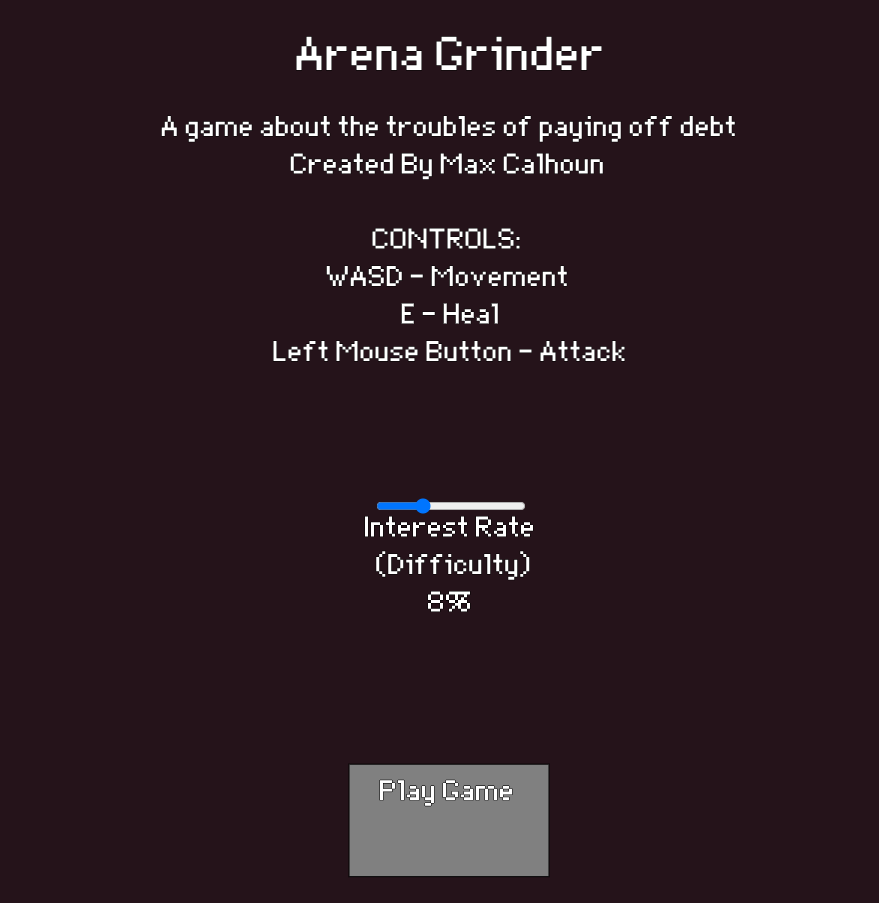 Arena Grinder
A game about the troubles of paying off debt
Created By Max Calhoun
CONTROLS:
WASD - Movement
E - Heal
Left Mouse Button - Attack
Interest Rate
(Difficulty)
8%
Play Game